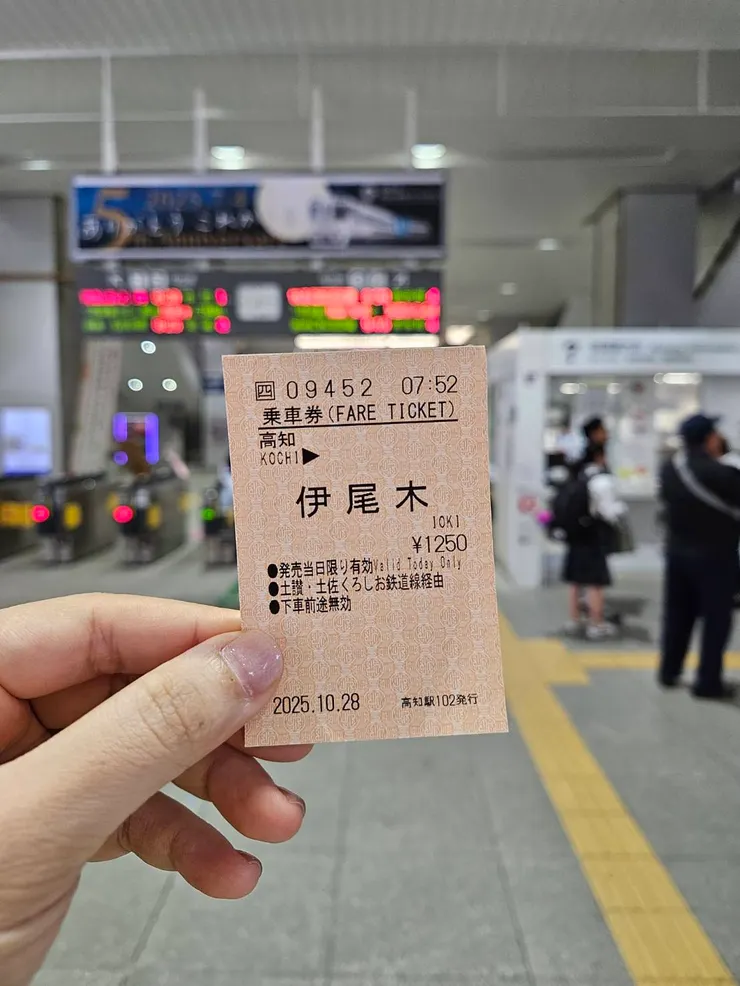 四 09452 07:52
乗車券(FARE TICKET)
高知
KOCHI▶
伊尾木
IOKI
¥1250
●発売当日限り有効Valid Today Only
●土讃・土佐くろしお鉄道線経由
●下車前途無効
2025.10.28 高知駅102発行